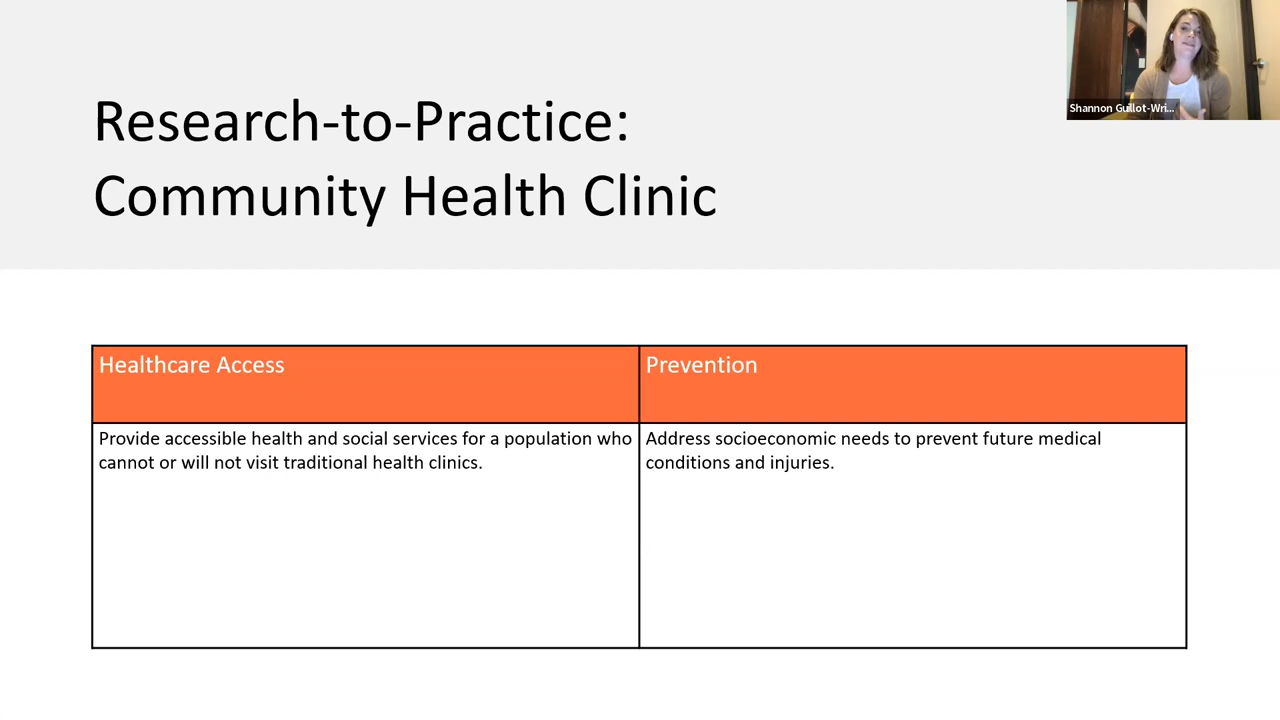 Shannon Guillot-Wri...
Research-to-Practice:
Community Health Clinic
Healthcare Access
Prevention
Provide accessible health and social services for a population who
cannot or will not visit traditional health clinics.
Address socioeconomic needs to prevent future medical
conditions and injuries.